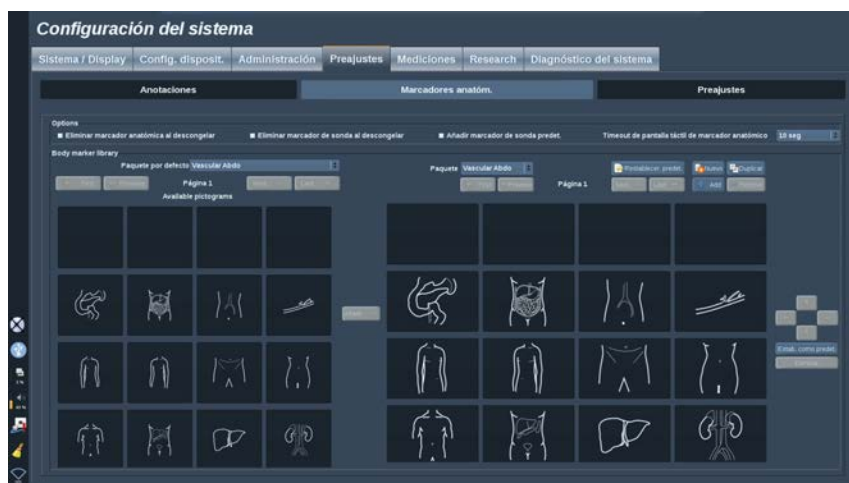 Configuración del sistema
Sistema / Display Config. disposit. Administración Preajustes Mediciones Research Diagnóstico del sistema
Anotaciones Marcadores anatóm. Preajustes
Options
Eliminar marcador anatómica al descongelar Eliminar marcador de sonda al descongelar Añadir marcador de sonda predet. Timeout de pantalla táctil de marcador anatómico 10 seg
Body marker library
Paquete por defecto Vascular Abdo Paquete Vascular Abdo Restablecer predet. Nuevo Duplicar
Página 1 Página 1 Add
Available pictograms
Estab. como predet.